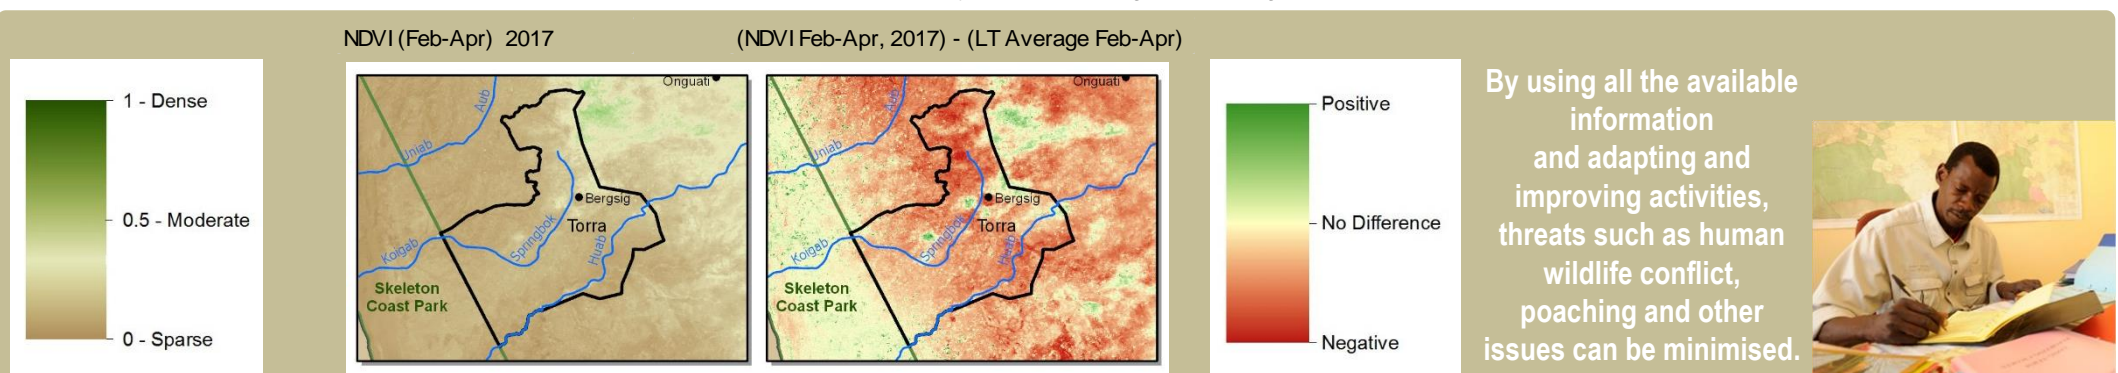 NDVI (Feb-Apr) 2017
(NDVI Feb-Apr, 2017) - (LT Average Feb-Apr)
1 - Dense
0.5 - Moderate
0 - Sparse
Onguati
Aub
Uniab
Bergsig
Torra
Springbok
Huab
Koigab
Skeleton
Coast Park
Onguati
Aub
Uniab
Bergsig
Torra
Springbok
Huab
Koigab
Skeleton
Coast Park
Positive
No Difference
Negative
By using all the available
information
and adapting and
improving activities,
threats such as human
wildlife conflict,
poaching and other
issues can be minimised.